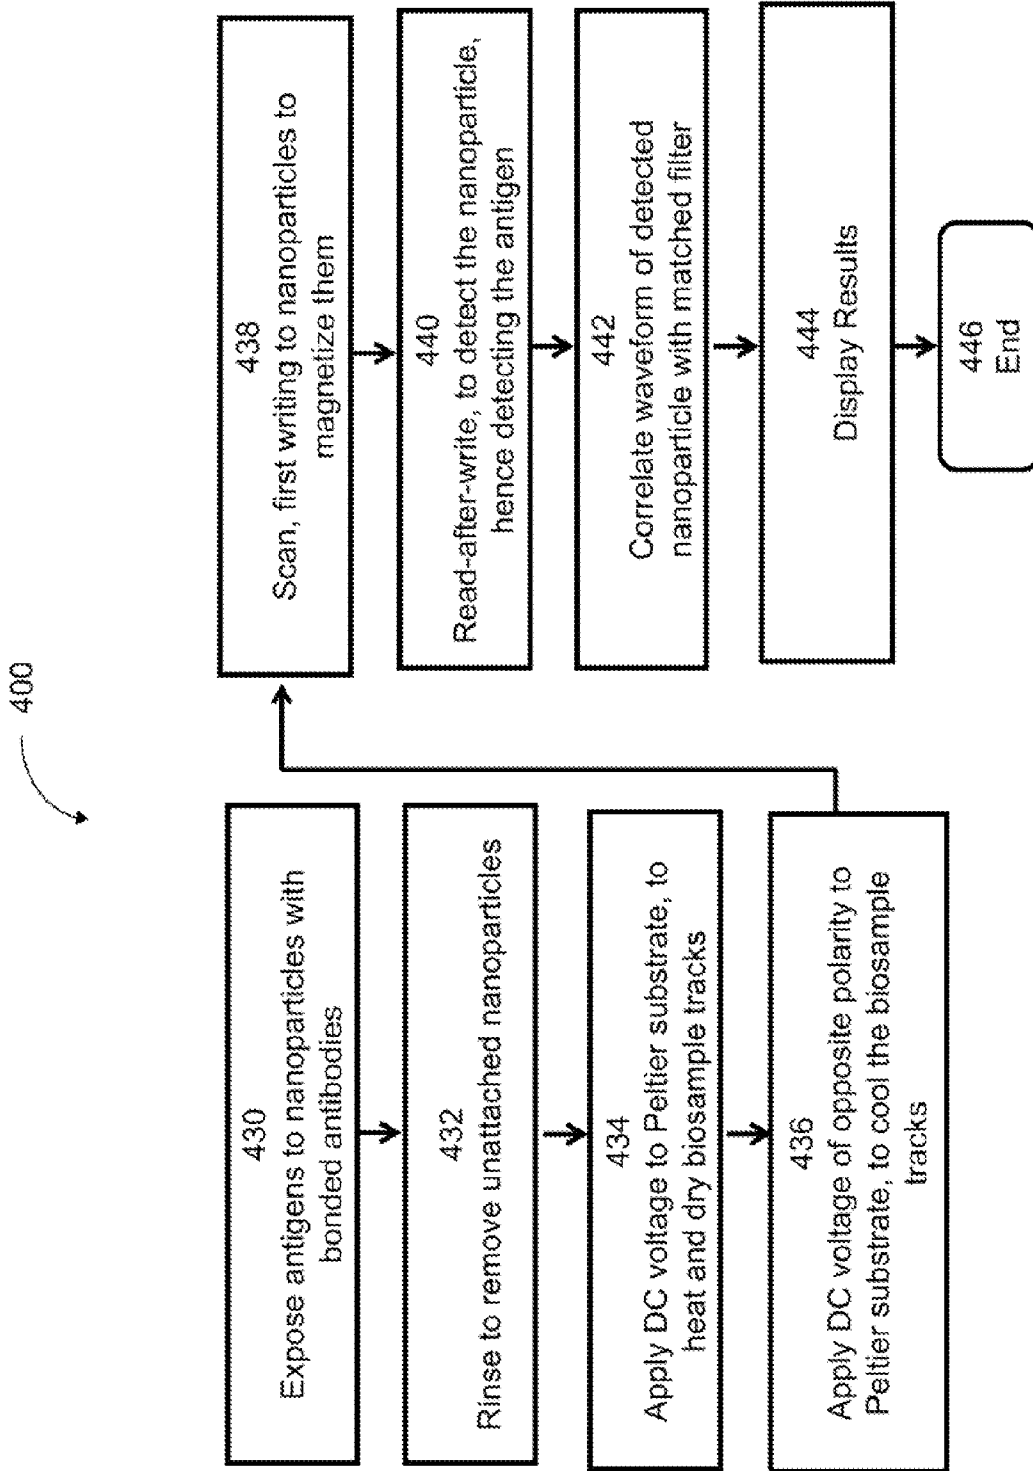 400
430
Expose antigens to nanoparticles with
bonded antibodies
432
Rinse to remove unattached nanoparticles
434
Apply DC voltage to Peltier substrate, to
heat and dry biosample tracks
436
Apply DC voltage of opposite polarity to
Peltier substrate, to cool the biosample
tracks
438
Scan, first writing to nanoparticles to
magnetize them
440
Read-after-write, to detect the nanoparticle,
hence detecting the antigen
442
Correlate waveform of detected
nanoparticle with matched filter
444
Display Results
446
End